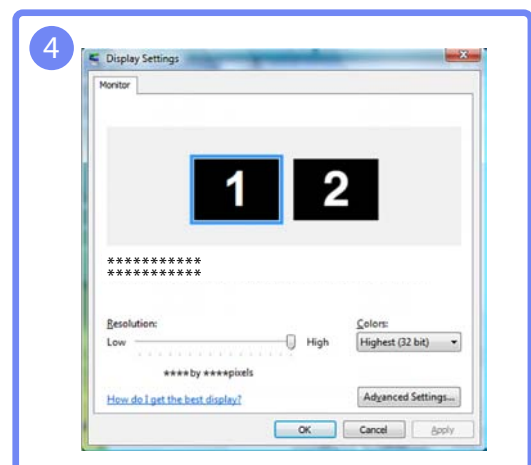 4
Display Settings
Monitor
1 2
***********
***********
Resolution:
Colors:
Low High
Highest (32 bit)
****by ****pixels
How do I get the best display?
Advanced Settings...
OK Cancel Apply